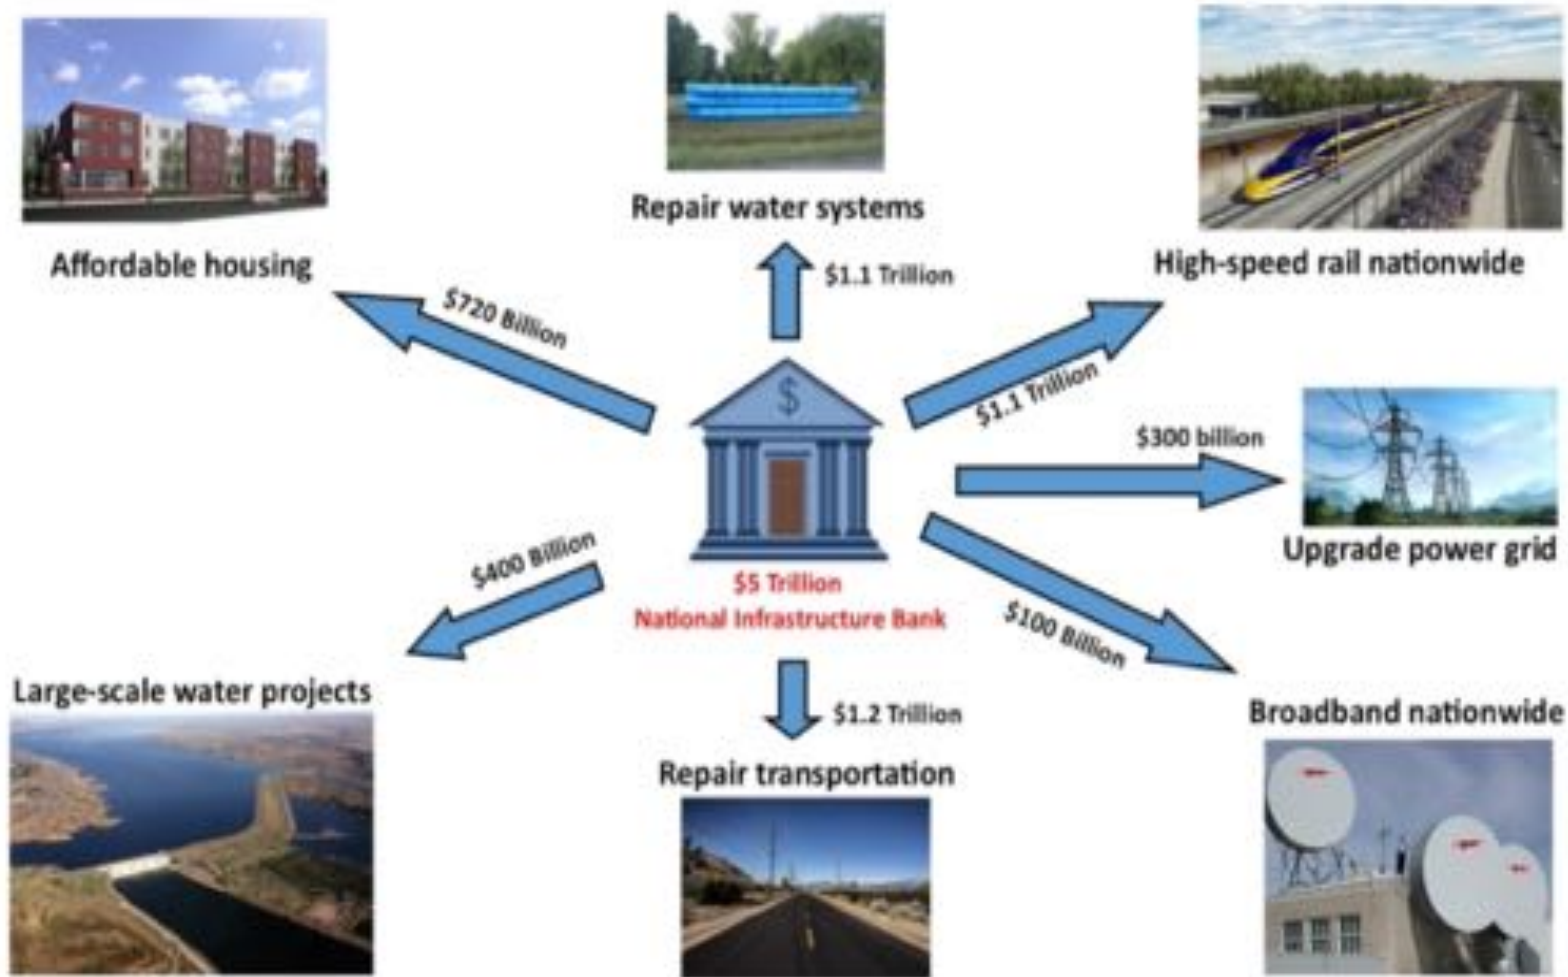 Repair water systems
Affordable housing
High-speed rail nationwide
$1.1 Trillion
$720 Billion
$1.1 Trillion
$
$300 billion
Upgrade power grid
$400 Billion
$5 Trillion
National Infrastructure Bank
$100 Billion
Large-scale water projects
$1.2 Trillion
Broadband nationwide
Repair transportation